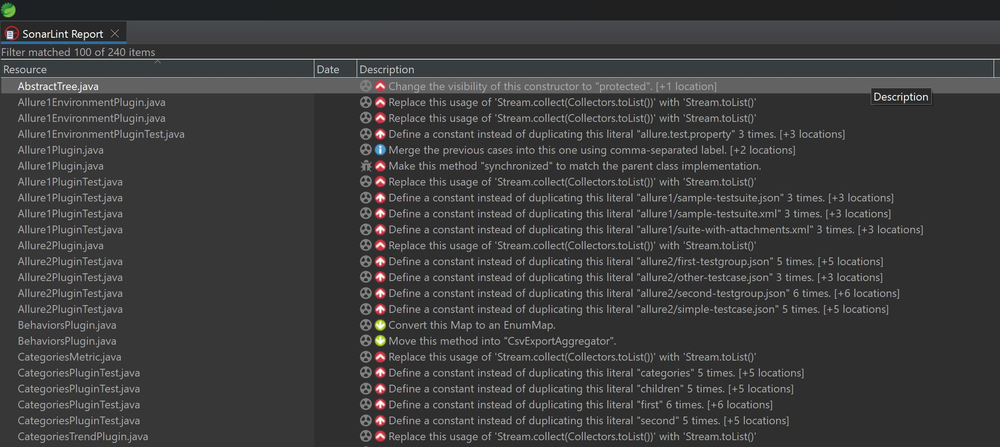 SonarLint Report
Filter matched 100 of 240 items
Resource Date Description
AbstractTree.java Change the visibility of this constructor to "protected". [+1 location]
Description
Allure1EnvironmentPlugin.java Replace this usage of 'Stream.collect(Collectors.toList())' with 'Stream.toList()'
Allure1EnvironmentPlugin.java Replace this usage of 'Stream.collect(Collectors.toList())' with 'Stream.toList()'
Allure1EnvironmentPluginTest.java Define a constant instead of duplicating this literal "allure.test.property" 3 times. [+3 locations]
Allure1Plugin.java Merge the previous cases into this one using comma-separated label. [+2 locations]
Allure1Plugin.java Make this method "synchronized" to match the parent class implementation.
Allure1PluginTest.java Replace this usage of 'Stream.collect(Collectors.toList())' with 'Stream.toList()'
Allure1PluginTest.java Define a constant instead of duplicating this literal "allure1/sample-testsuite.json" 3 times. [+3 locations]
Allure1PluginTest.java Define a constant instead of duplicating this literal "allure1/sample-testsuite.xml" 3 times. [+3 locations]
Allure1PluginTest.java Define a constant instead of duplicating this literal "allure1/suite-with-attachments.xml" 3 times. [+3 locations]
Allure2Plugin.java Replace this usage of 'Stream.collect(Collectors.toList())' with 'Stream.toList()'
Allure2PluginTest.java Define a constant instead of duplicating this literal "allure2/first-testgroup.json" 5 times. [+5 locations]
Allure2PluginTest.java Define a constant instead of duplicating this literal "allure2/other-testcase.json" 3 times. [+3 locations]
Allure2PluginTest.java Define a constant instead of duplicating this literal "allure2/second-testgroup.json" 6 times. [+6 locations]
Allure2PluginTest.java Define a constant instead of duplicating this literal "allure2/simple-testcase.json" 5 times. [+5 locations]
BehaviorsPlugin.java Convert this Map to an EnumMap.
BehaviorsPlugin.java Move this method into "CsvExportAggregator".
CategoriesMetric.java Replace this usage of 'Stream.collect(Collectors.toList())' with 'Stream.toList()'
CategoriesPluginTest.java Define a constant instead of duplicating this literal "categories" 5 times. [+5 locations]
CategoriesPluginTest.java Define a constant instead of duplicating this literal "children" 5 times. [+5 locations]
CategoriesPluginTest.java Define a constant instead of duplicating this literal "first" 6 times. [+6 locations]
CategoriesPluginTest.java Define a constant instead of duplicating this literal "second" 5 times. [+5 locations]
CategoriesTrendPlugin.java Replace this usage of 'Stream.collect(Collectors.toList())' with 'Stream.toList()'